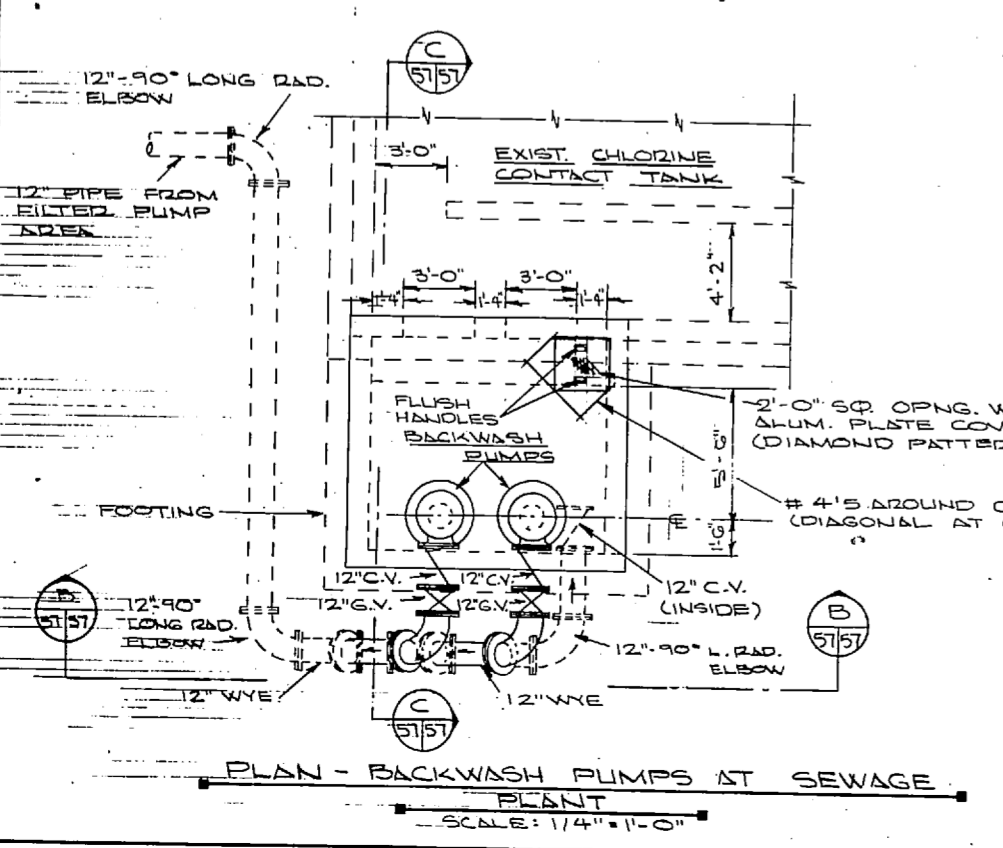 C
57 57
12"-90° LONG RAD.
ELBOW
3'-0"
EXIST. CHLORINE
CONTACT TANK
12" PIPE FROM
FILTER PUMP
AREA
4'-2"
3'-0" 3'-0"
1'-4" 1'-4" 1'-4"
FLUSH
HANDLES
BACKWASH
PUMPS
2'-0" SQ. OPNG. W
ALUM. PLATE COV
(DIAMOND PATTER
5'-6"
FOOTING
# 4'S AROUND O
(DIAGONAL AT
1'-6"
12" C.V. 12" C.V.
12" G.V. 12" G.V.
12" C.V.
(INSIDE)
B
57 57
12"-90°
LONG RAD.
ELBOW
B
57 57
12"-90° L. RAD.
ELBOW
12" WYE 12" WYE
C
57 57
PLAN - BACKWASH PUMPS AT SEWAGE
PLANT
SCALE: 1/4" = 1'-0"